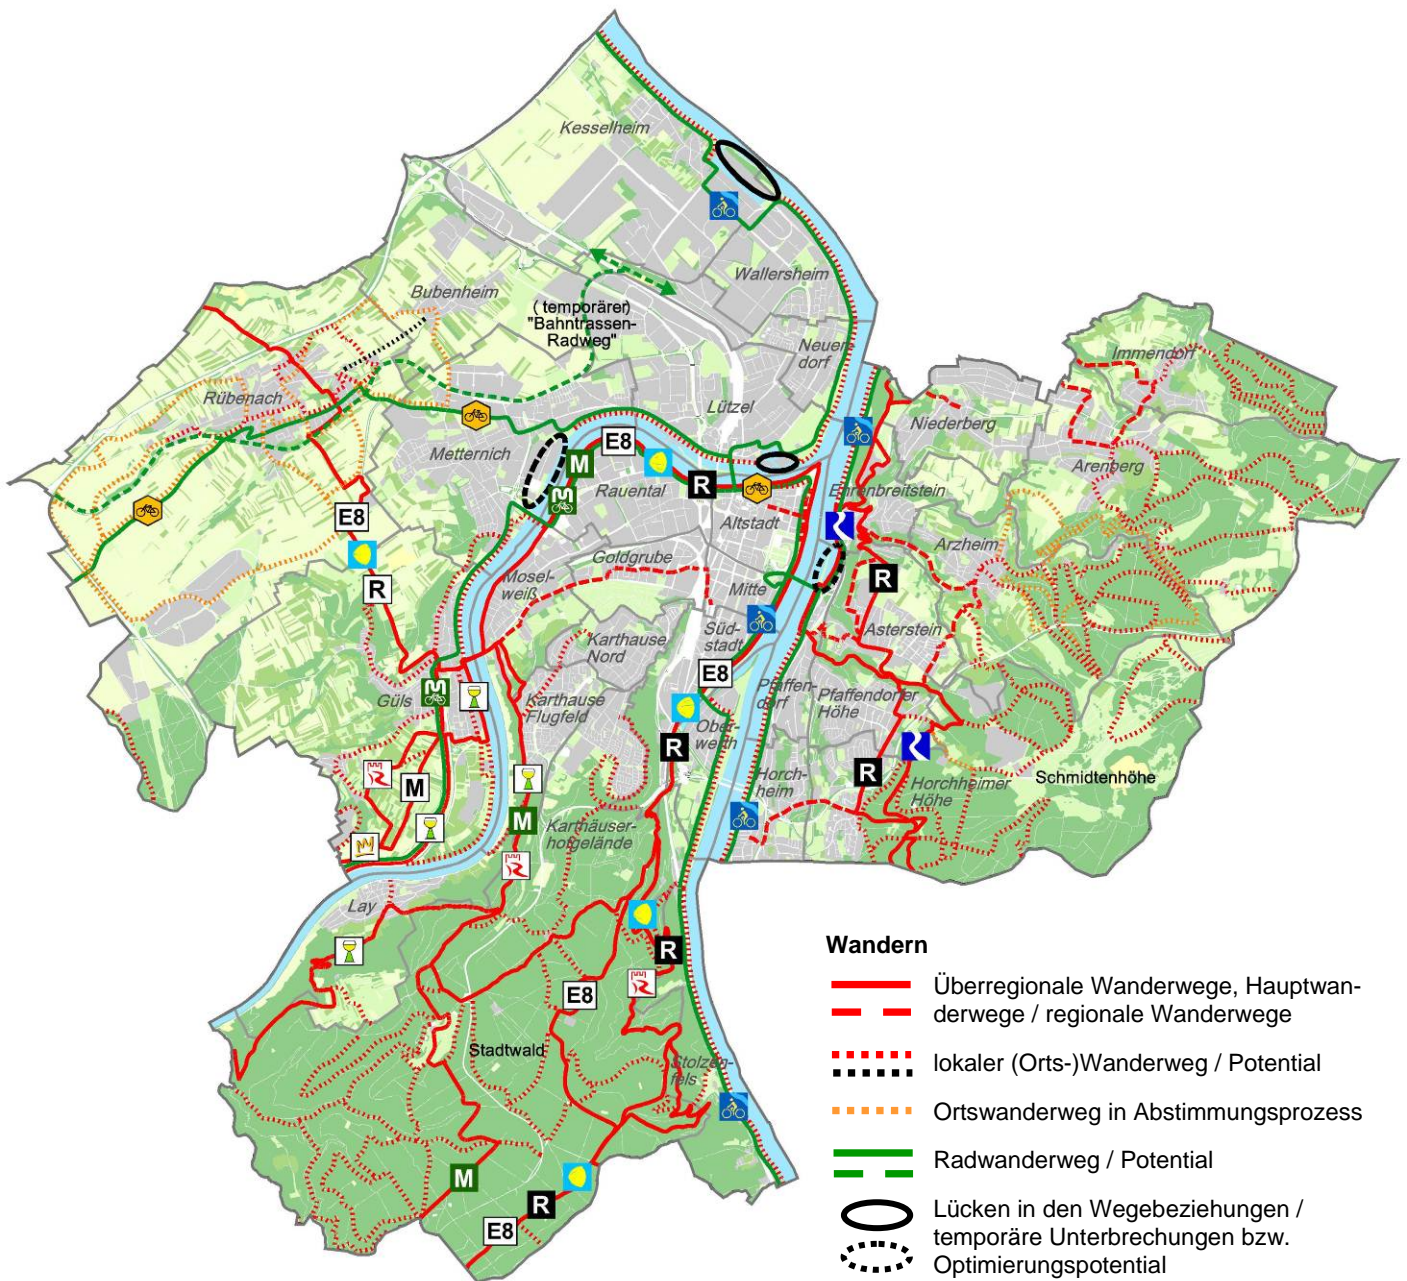 Kesselheim
Wallersheim
Bubenheim
( temporärer)
"Bahntrassen-
Radweg"
Neuen
dorf
Immendorf
Rübenach
Lützel
Niederberg
Metternich
E8
M
Arenberg
Rauental
R
Ehrenbreitstein
E8
Altstadt
Arzheim
Goldgrube
Mosel-
weiß
R
R
Mitte
Karthause
Nord
Süd-
stadt
Asterstein
E8
Güls
M
Karthause
Flugfeld
Pfaffen-
dorf
Pfaffendorfer
Höhe
Ober-
werth
R
Horch-
heim
R
Horchheimer
Höhe
Schmidtenhöhe
M
M
Karthäuser-
hofgelände
Lay
R
E8
Stadtwald
Stolzen-
fels
M
R
E8
Wandern
Überregionale Wanderwege, Hauptwan-
derwege / regionale Wanderwege
lokaler (Orts-)Wanderweg / Potential
Ortswanderweg in Abstimmungsprozess
Radwanderweg / Potential
Lücken in den Wegebeziehungen /
temporäre Unterbrechungen bzw.
Optimierungspotential